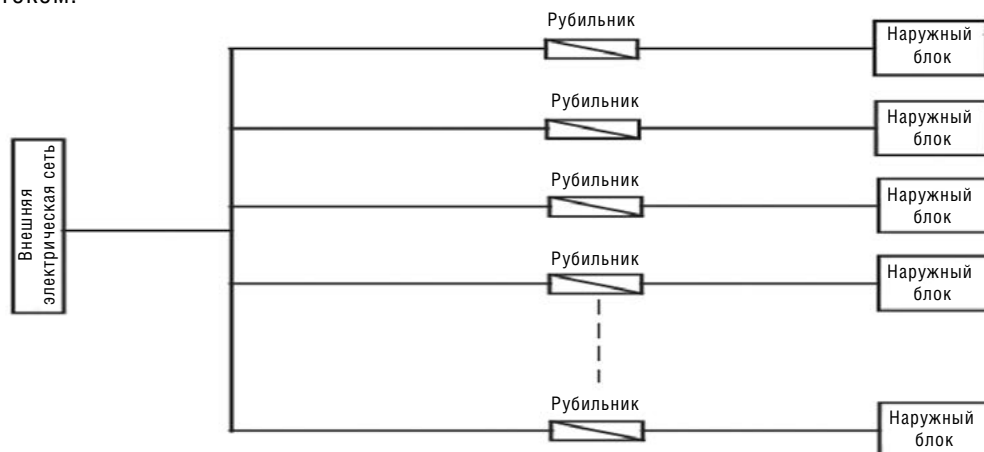 током.
Рубильник
Наружный
блок
Рубильник
Наружный
блок
Рубильник
Наружный
блок
Внешняя
электрическая сеть
Рубильник
Наружный
блок
Рубильник
Наружный
блок